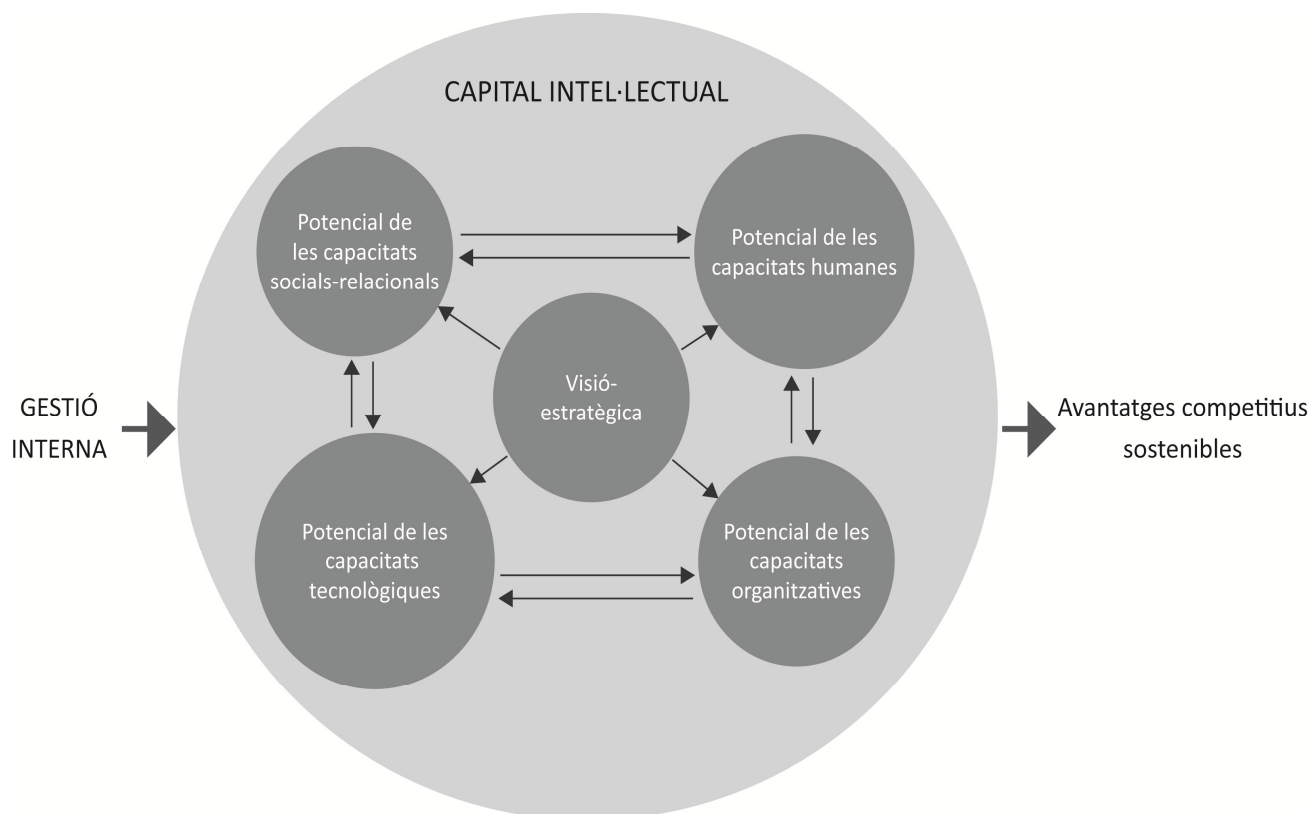 CAPITAL INTEL·LECTUAL
Potencial de
les capacitats
socials-relacionals
Potencial de les
capacitats humanes
Visió-
estratègica
GESTIÓ
INTERNA
Avantatges competitius
sostenibles
Potencial de les
capacitats
tecnològiques
Potencial de les
capacitats
organitzatives